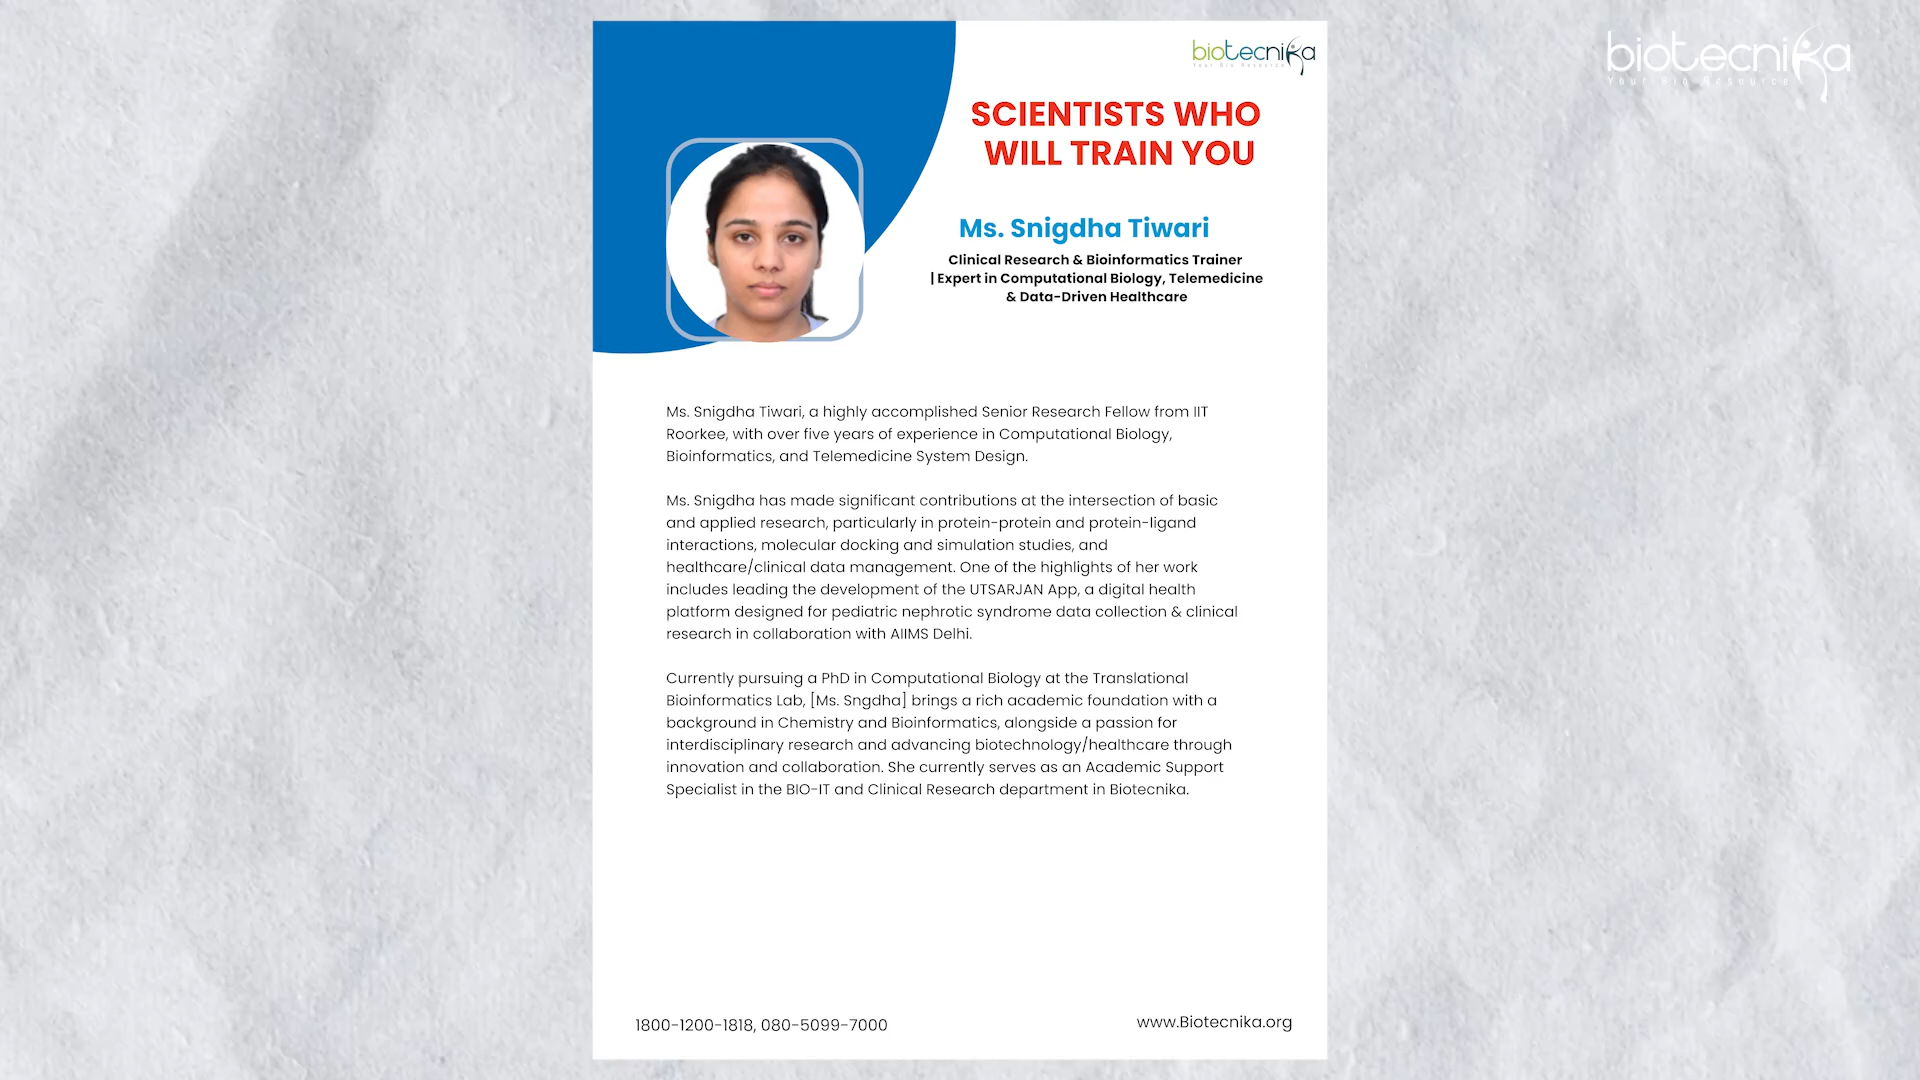 biotecnika
Your Bio Resource
biotecnika
Your Bio Resource
SCIENTISTS WHO
WILL TRAIN YOU
Ms. Snigdha Tiwari
Clinical Research & Bioinformatics Trainer
| Expert in Computational Biology, Telemedicine
& Data-Driven Healthcare
Ms. Snigdha Tiwari, a highly accomplished Senior Research Fellow from IIT
Roorkee, with over five years of experience in Computational Biology,
Bioinformatics, and Telemedicine System Design.
Ms. Snigdha has made significant contributions at the intersection of basic
and applied research, particularly in protein-protein and protein-ligand
interactions, molecular docking and simulation studies, and
healthcare/clinical data management. One of the highlights of her work
includes leading the development of the UTSARJAN App, a digital health
platform designed for pediatric nephrotic syndrome data collection & clinical
research in collaboration with AIIMS Delhi.
Currently pursuing a PhD in Computational Biology at the Translational
Bioinformatics Lab, [Ms. Sngdha] brings a rich academic foundation with a
background in Chemistry and Bioinformatics, alongside a passion for
interdisciplinary research and advancing biotechnology/healthcare through
innovation and collaboration. She currently serves as an Academic Support
Specialist in the BIO-IT and Clinical Research department in Biotecnika.
1800-1200-1818, 080-5099-7000
www.Biotecnika.org